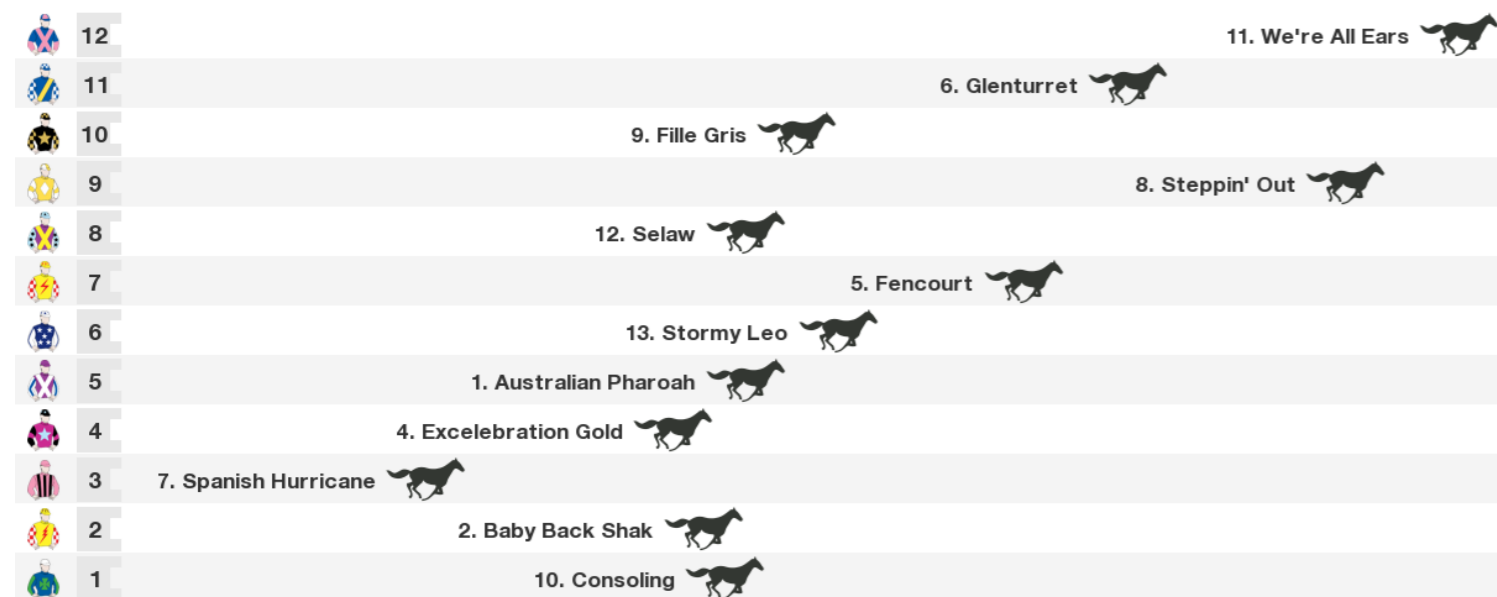 12 11. We're All Ears
11 6. Glenturret
10 9. Fille Gris
9 8. Steppin' Out
8 12. Selaw
7 5. Fencourt
6 13. Stormy Leo
5 1. Australian Pharoah
4 4. Excelebration Gold
3 7. Spanish Hurricane
2 2. Baby Back Shak
1 10. Consoling